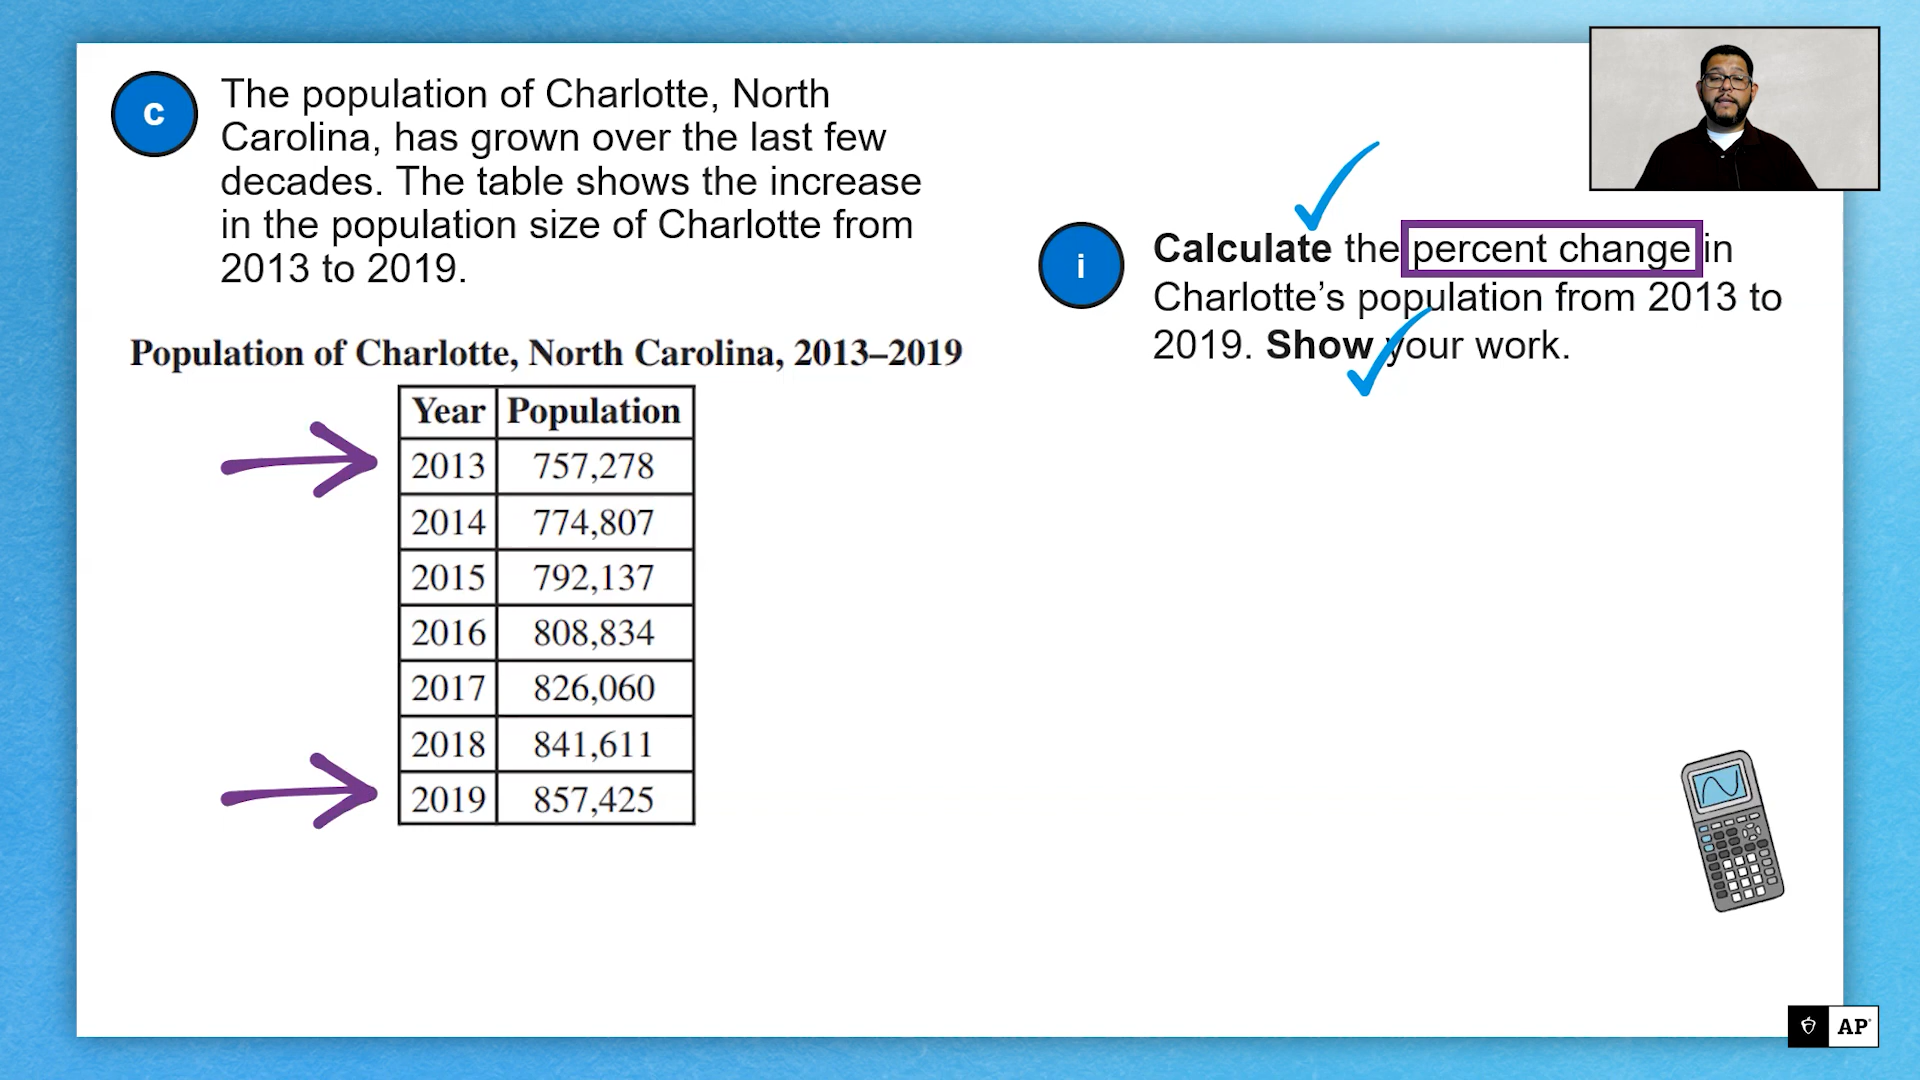 c
The population of Charlotte, North
Carolina, has grown over the last few
decades. The table shows the increase
in the population size of Charlotte from
2013 to 2019.
Population of Charlotte, North Carolina, 2013–2019
Year Population
2013 757,278
2014 774,807
2015 792,137
2016 808,834
2017 826,060
2018 841,611
2019 857,425
i
Calculate the percent change in
Charlotte’s population from 2013 to
2019. Show your work.
AP